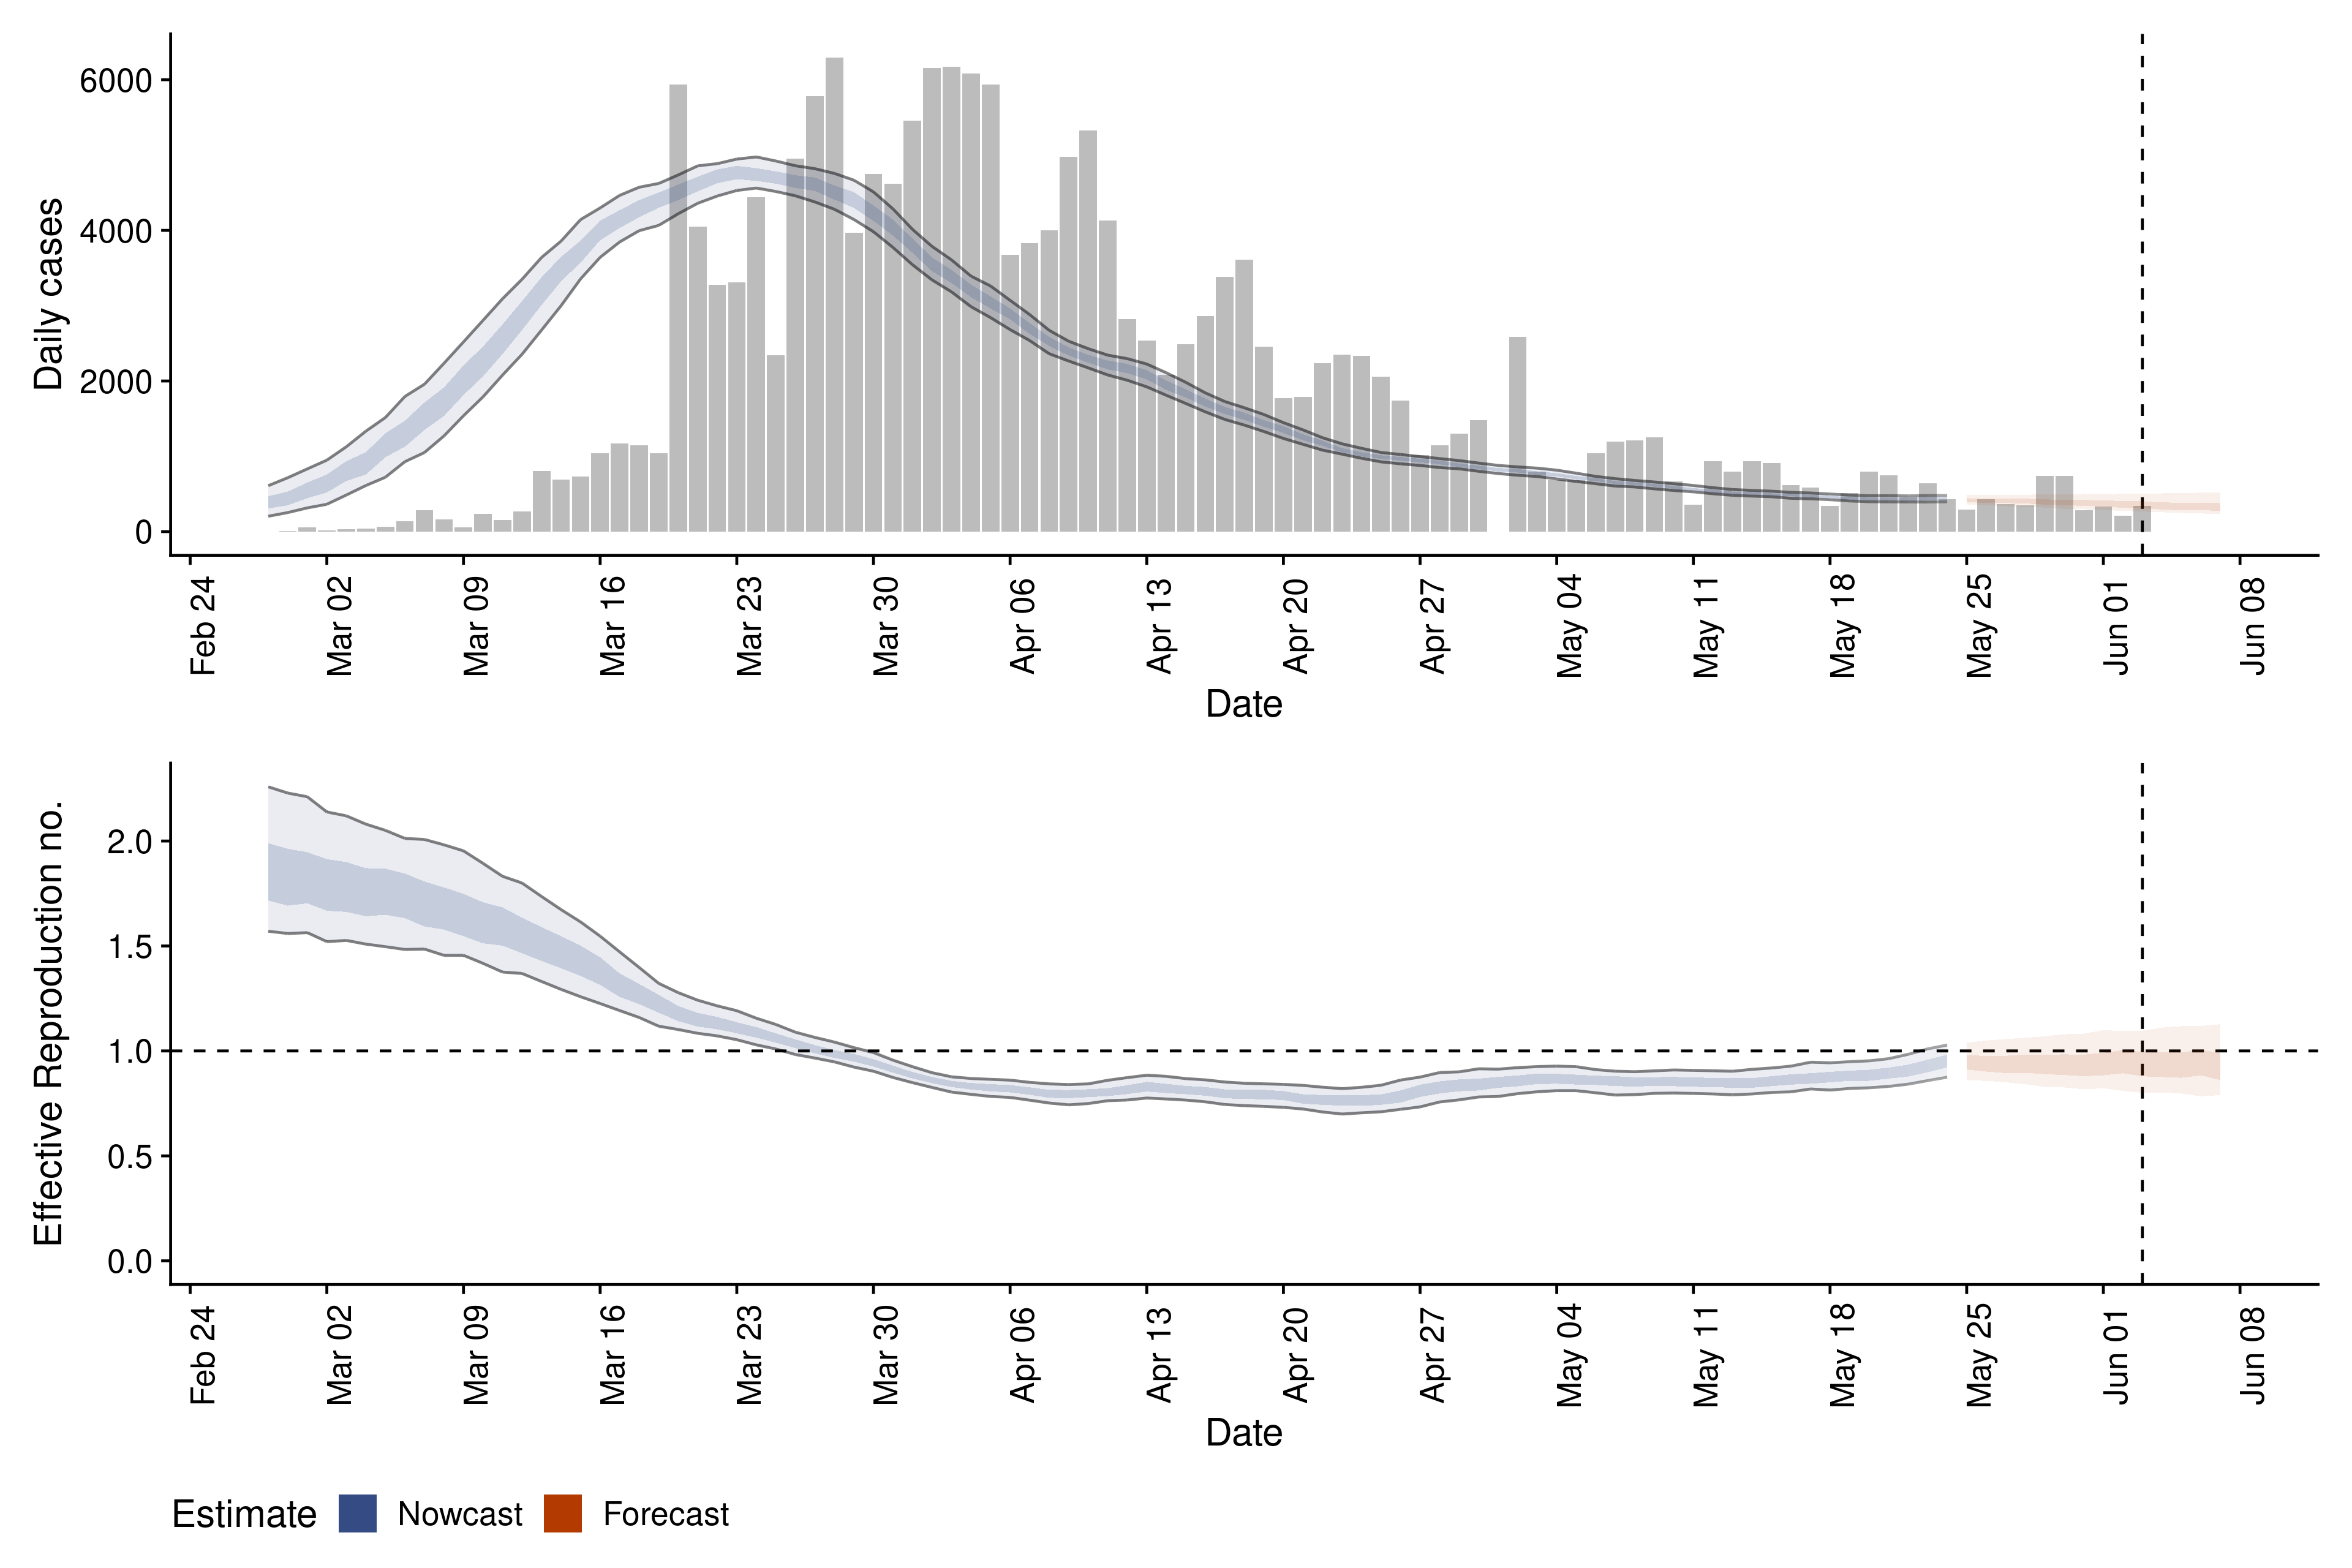 Daily cases
6000
4000
2000
0
Feb 24
Mar 02
Mar 09
Mar 16
Mar 23
Mar 30
Apr 06
Apr 13
Apr 20
Apr 27
May 04
May 11
May 18
May 25
Jun 01
Jun 08
Date
Effective Reproduction no.
2.0
1.5
1.0
0.5
0.0
Feb 24
Mar 02
Mar 09
Mar 16
Mar 23
Mar 30
Apr 06
Apr 13
Apr 20
Apr 27
May 04
May 11
May 18
May 25
Jun 01
Jun 08
Date
Estimate Nowcast Forecast